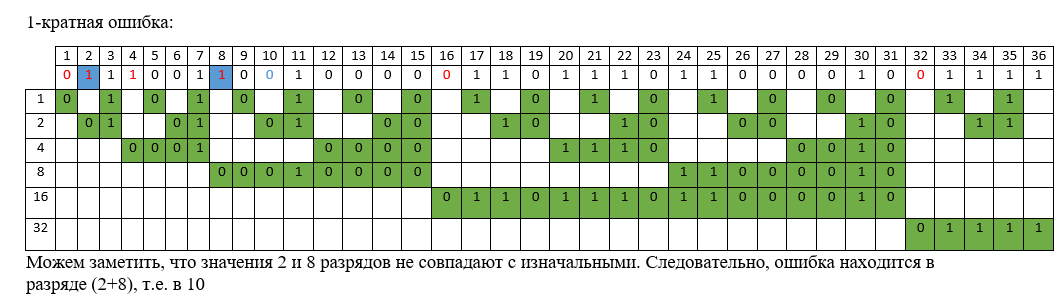 1-кратная ошибка:
1 2 3 4 5 6 7 8 9 10 11 12 13 14 15 16 17 18 19 20 21 22 23 24 25 26 27 28 29 30 31 32 33 34 35 36
0 1 1 1 0 0 1 1 0 0 1 0 0 0 0 0 1 1 0 1 1 1 0 1 1 0 0 0 0 1 0 0 1 1 1 1
1 0 1 0 1 0 1 0 0 1 0 1 0 1 0 0 0 1 1
2 0 1 0 1 0 1 0 0 1 0 1 0 0 0 1 0 1 1
4 0 0 0 1 0 0 0 0 1 1 1 0 0 0 1 0
8 0 0 0 1 0 0 0 0 1 1 0 0 0 0 1 0
16 0 1 1 0 1 1 1 0 1 1 0 0 0 0 1 0
32 0 1 1 1 1
Можем заметить, что значения 2 и 8 разрядов не совпадают с изначальными. Следовательно, ошибка находится в
разряде (2+8), т.е. в 10